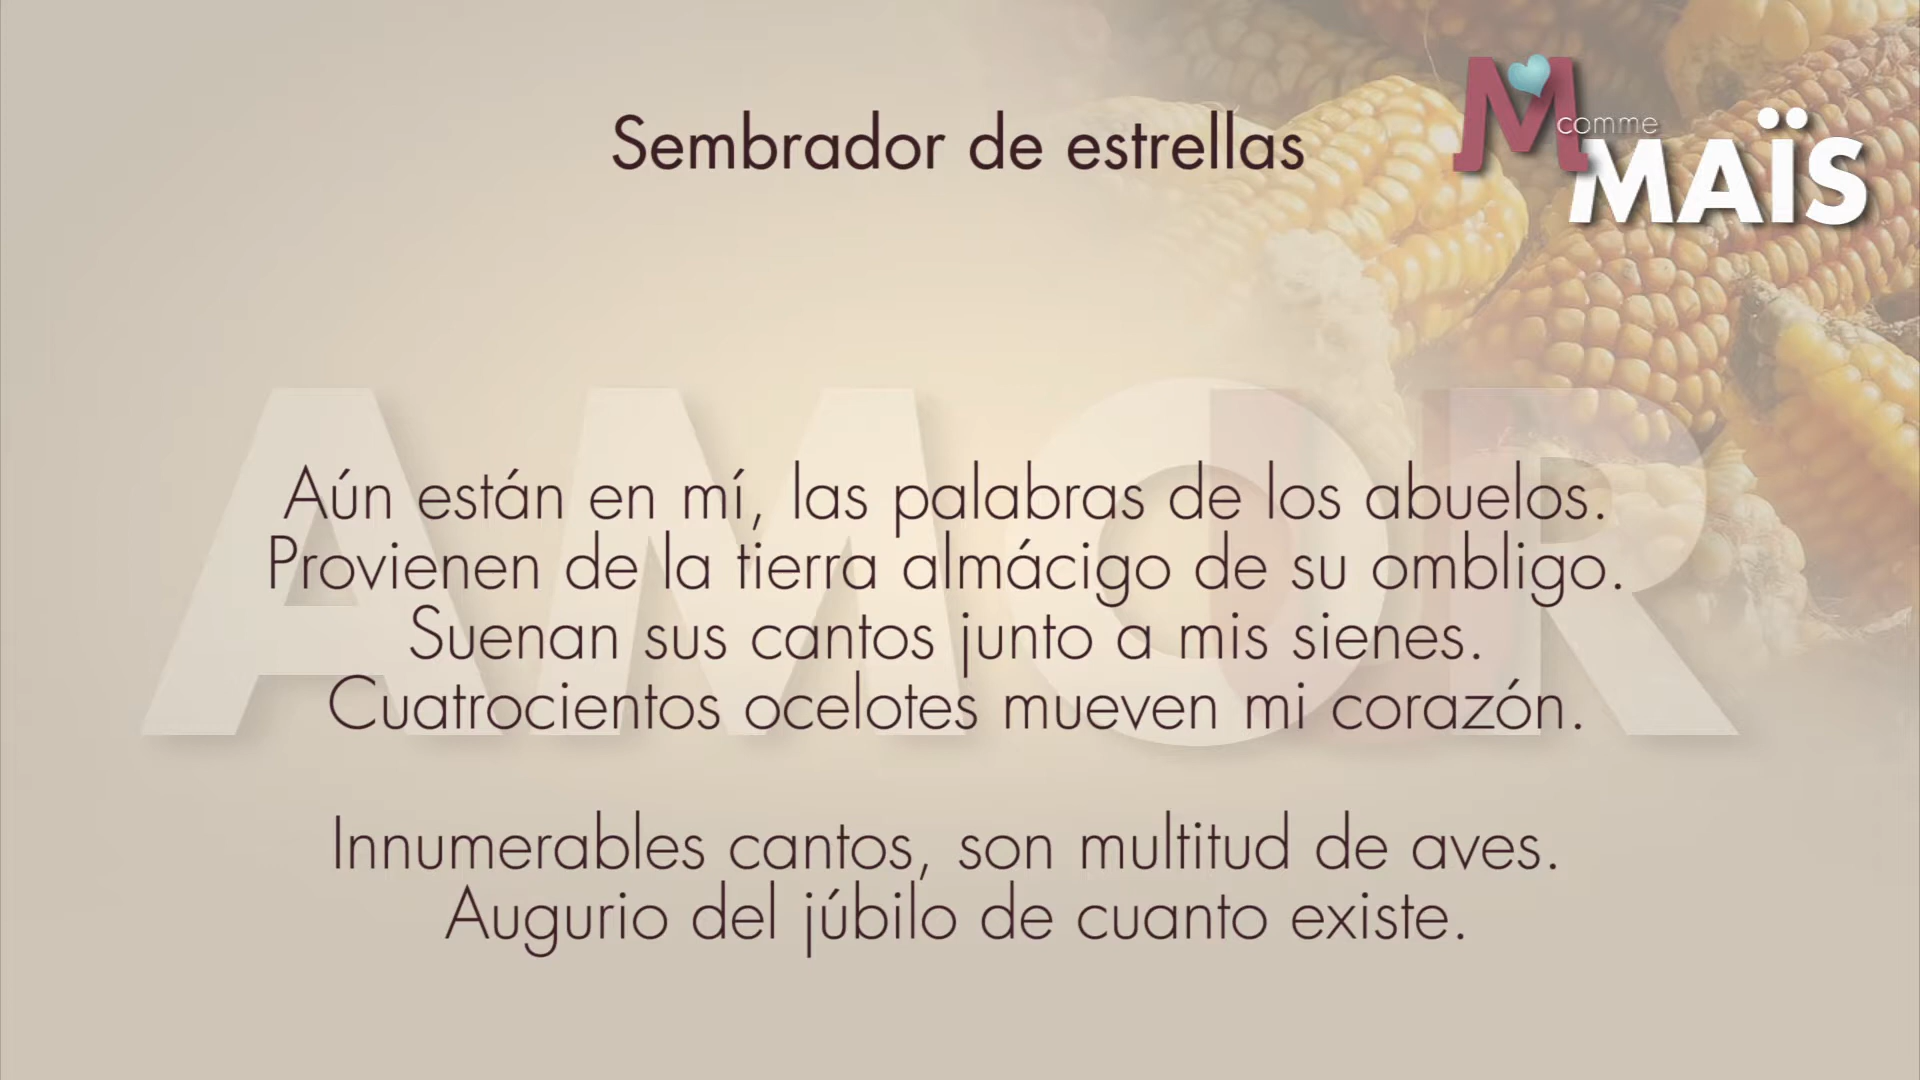 Sembrador de estrellas
M comme
MAÏS
AMOR
Aún están en mí, las palabras de los abuelos.
Provienen de la tierra almácigo de su ombligo.
Suenan sus cantos junto a mis sienes.
Cuatrocientos ocelotes mueven mi corazón.
Innumerables cantos, son multitud de aves.
Augurio del júbilo de cuanto existe.